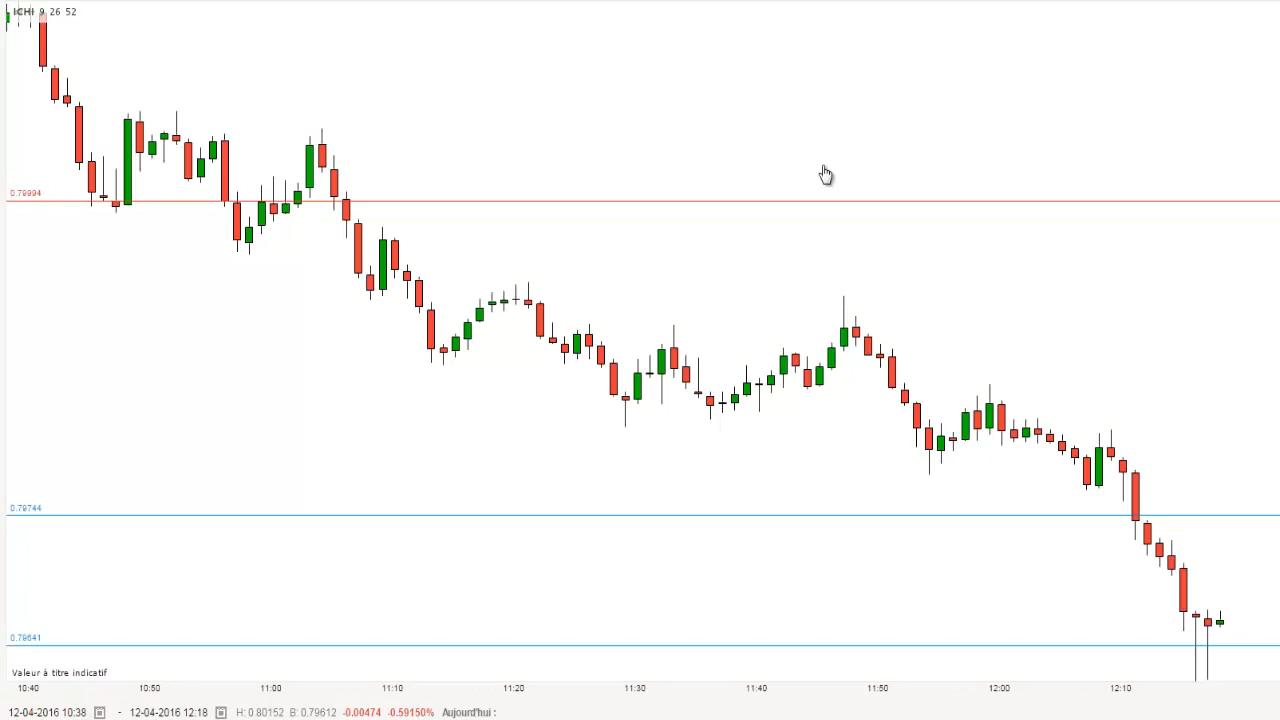 ICHI 9 26 52
0.79994
0.79744
0.79641
Valeur à titre indicatif
10:40 10:50 11:00 11:10 11:20 11:30 11:40 11:50 12:00 12:10
12-04-2016 10:38 - 12-04-2016 12:18 H: 0.80152 B: 0.79612 -0.00474 -0.59150% Aujourd'hui :